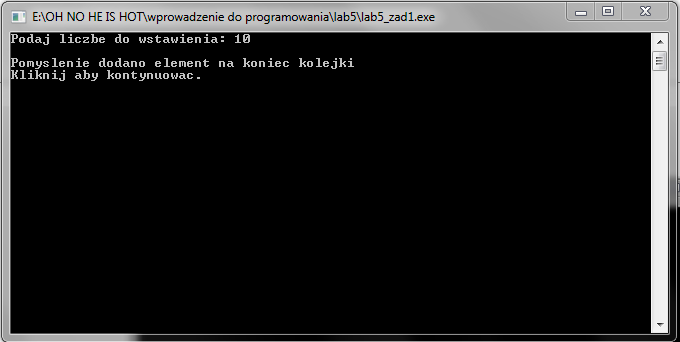 E:\OH NO HE IS HOT\wprowadzenie do programowania\lab5\lab5_zad1.exe
Podaj liczbe do wstawienia: 10
Pomyslenie dodano element na koniec kolejki
Kliknij aby kontynuowac.